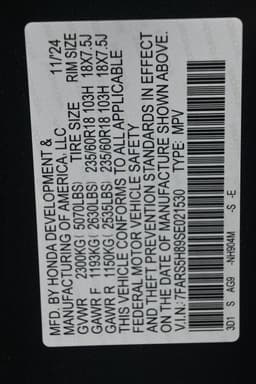 MFD. BY HONDA DEVELOPMENT & 11/24
MANUFACTURING OF AMERICA, LLC
TIRE SIZE RIM SIZE
GVWR 2300KG( 5070LBS)
GAWR F 1193KG( 2630LBS) 235/60R18 103H 18X7.5J
GAWR R 1150KG( 2535LBS) 235/60R18 103H 18X7.5J
THIS VEHICLE CONFORMS TO ALL APPLICABLE
FEDERAL MOTOR VEHICLE SAFETY
AND THEFT PREVENTION STANDARDS IN EFFECT
ON THE DATE OF MANUFACTURE SHOWN ABOVE.
V.I.N.: 7FARS5H89SE021530 TYPE: MPV
3D1 S AG9 -NH904M -S -E